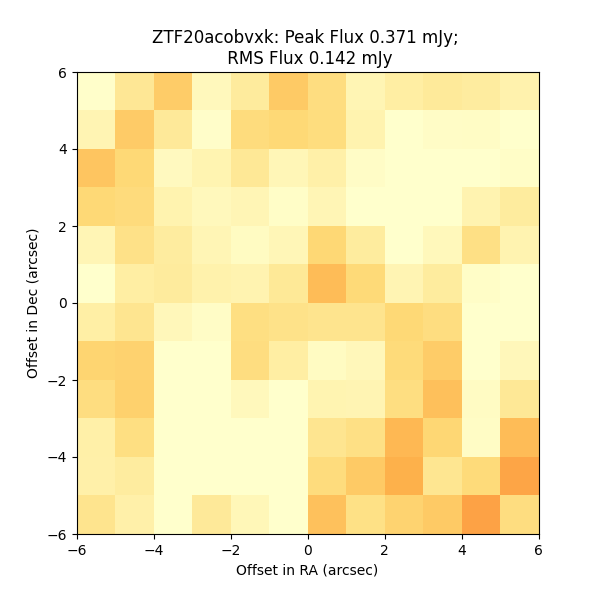 ZTF20acobvxk: Peak Flux 0.371 mJy;
RMS Flux 0.142 mJy
6
4
2
0
−2
−4
−6
Offset in Dec (arcsec)
−6 −4 −2 0 2 4 6
Offset in RA (arcsec)